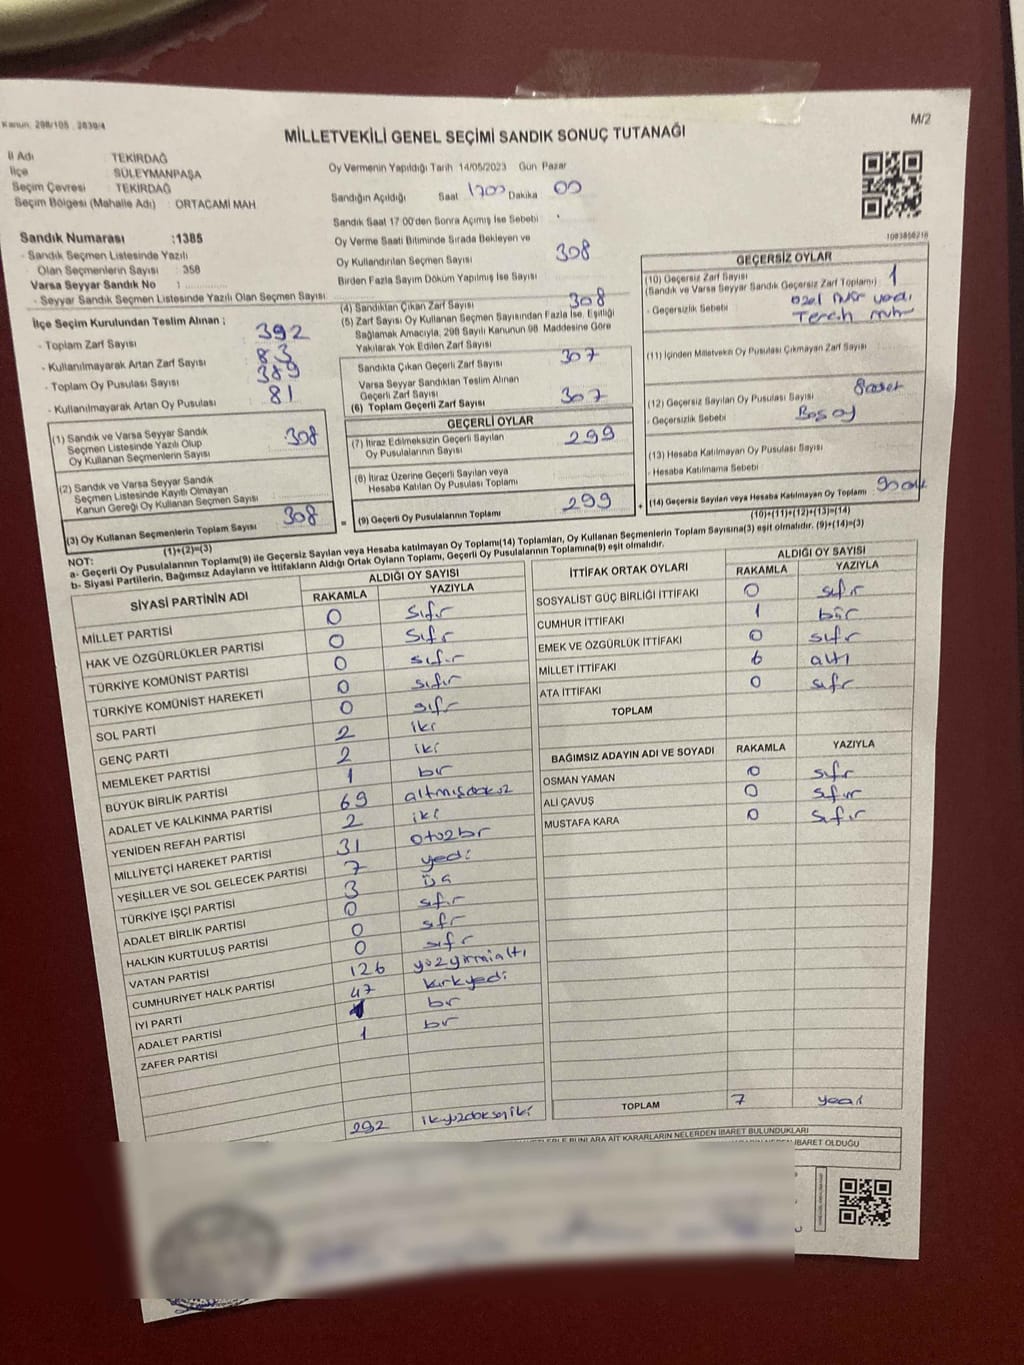 Kanun: 298/105 , 2839/4
M/2
MİLLETVEKİLİ GENEL SEÇİMİ SANDIK SONUÇ TUTANAĞI
İl Adı : TEKİRDAĞ
İlçe : SÜLEYMANPAŞA
Seçim Çevresi : TEKİRDAĞ
Seçim Bölgesi (Mahalle Adı) : ORTACAMİ MAH
Sandık Numarası :1385
- Sandık Seçmen Listesinde Yazılı
Olan Seçmenlerin Sayısı : 358
Varsa Seyyar Sandık No :
- Seyyar Sandık Seçmen Listesinde Yazılı Olan Seçmen Sayısı :
Oy Vermenin Yapıldığı Tarih 14/05/2023 Gün Pazar
Sandığın Açıldığı Saat 1700 Dakika 00
Sandık Saat 17:00'den Sonra Açımış İse Sebebi :
Oy Verme Saati Bitiminde Sırada Bekleyen ve
Oy Kullandırılan Seçmen Sayısı : 308
Birden Fazla Sayım Döküm Yapılmış İse Sayısı
1083850216
İlçe Seçim Kurulundan Teslim Alınan :
- Toplam Zarf Sayısı 392
- Kullanılmayarak Artan Zarf Sayısı 83
- Toplam Oy Pusulası Sayısı 389
- Kullanılmayarak Artan Oy Pusulası 81
(1) Sandık ve Varsa Seyyar Sandık
Seçmen Listesinde Yazılı Olup
Oy Kullanan Seçmenlerin Sayısı 308
(2) Sandık ve Varsa Seyyar Sandık
Seçmen Listesinde Kayıtlı Olmayan
Kanun Gereği Oy Kullanan Seçmen Sayısı
(3) Oy Kullanan Seçmenlerin Toplam Sayısı 308
(1)+(2)=(3)
(4) Sandıktan Çıkan Zarf Sayısı 308
(5) Zarf Sayısı Oy Kullanan Seçmen Sayısından Fazla İse, Eşitliği
Sağlamak Amacıyla, 298 Sayılı Kanunun 98. Maddesine Göre
Yakılarak Yok Edilen Zarf Sayısı
Sandıkta Çıkan Geçerli Zarf Sayısı 307
Varsa Seyyar Sandıktan Teslim Alınan
Geçerli Zarf Sayısı
(6) Toplam Geçerli Zarf Sayısı 307
GEÇERLİ OYLAR
(7) İtiraz Edilmeksizin Geçerli Sayılan
Oy Pusulasının Sayısı 299
(8) İtiraz Üzerine Geçerli Sayılan veya
Hesaba Katılan Oy Pusulası Toplamı
= (9) Geçerli Oy Pusulalarının Toplamı 299
GEÇERSİZ OYLAR
(10) Geçersiz Zarf Sayısı
(Sandık ve Varsa Seyyar Sandık Geçersiz Zarf Toplamı) 1
- Geçersizlik Sebebi :
(11) İçinden Milletvekili Oy Pusulası Çıkmayan Zarf Sayısı
(12) Geçersiz Sayılan Oy Pusulası Sayısı
- Geçersizlik Sebebi : Boş oy
(13) Hesaba Katılmayan Oy Pusulası Sayısı
- Hesaba Katılmama Sebebi
+ (14) Geçersiz Sayılan veya Hesaba Katılmayan Oy Toplamı
(10)+(11)+(12)+(13)=(14)
NOT:
a- Geçerli Oy Pusulalarının Toplamı(9) ile Geçersiz Sayılan veya Hesaba katılmayan Oy Toplamı(14) Toplamları, Oy Kullanan Seçmenlerin Toplam Sayısına(3) eşit olmalıdır. (9)+(14)=(3)
b- Siyasi Partilerin, Bağımsız Adayların ve İttifakların Aldığı Ortak Oyların Toplamı, Geçerli Oy Pusulalarının Toplamına(9) eşit olmalıdır.
SİYASİ PARTİNİN ADI ALDIĞI OY SAYISI
RAKAMLA YAZIYLA
MİLLET PARTİSİ 0 sıfır
HAK VE ÖZGÜRLÜKLER PARTİSİ 0 sıfır
TÜRKİYE KOMÜNİST PARTİSİ 0 sıfır
TÜRKİYE KOMÜNİST HAREKETİ 0 sıfır
SOL PARTİ 0 sıfır
GENÇ PARTİ 2 iki
MEMLEKET PARTİSİ 2 iki
BÜYÜK BİRLİK PARTİSİ 1 bir
ADALET VE KALKINMA PARTİSİ 69 altmışdokuz
YENİDEN REFAH PARTİSİ 2 iki
MİLLİYETÇİ HAREKET PARTİSİ 31 otuzbir
YEŞİLLER VE SOL GELECEK PARTİSİ 7 yedi
TÜRKİYE İŞÇİ PARTİSİ 3 üç
ADALET BİRLİK PARTİSİ 0 sıfır
HALKIN KURTULUŞ PARTİSİ 0 sıfır
VATAN PARTİSİ 0 sıfır
CUMHURİYET HALK PARTİSİ 126 yüzyirmialtı
İYİ PARTİ 47 kırkyedi
ADALET PARTİSİ 1 bir
ZAFER PARTİSİ 1 bir
292 ikiyüzdoksaniki
İTTİFAK ORTAK OYLARI ALDIĞI OY SAYISI
RAKAMLA YAZIYLA
SOSYALİST GÜÇ BİRLİĞİ İTTİFAKI 0 sıfır
CUMHUR İTTİFAKI 1 bir
EMEK VE ÖZGÜRLÜK İTTİFAKI 0 sıfır
MİLLET İTTİFAKI 6 altı
ATA İTTİFAKI 0 sıfır
TOPLAM
BAĞIMSIZ ADAYIN ADI VE SOYADI RAKAMLA YAZIYLA
OSMAN YAMAN 0 sıfır
ALİ ÇAVUŞ 0 sıfır
MUSTAFA KARA 0 sıfır
TOPLAM 7 yedi
BUNLARA AİT KARARLARIN NELERDEN İBARET BULUNDUKLARI
İBARET OLDUĞU